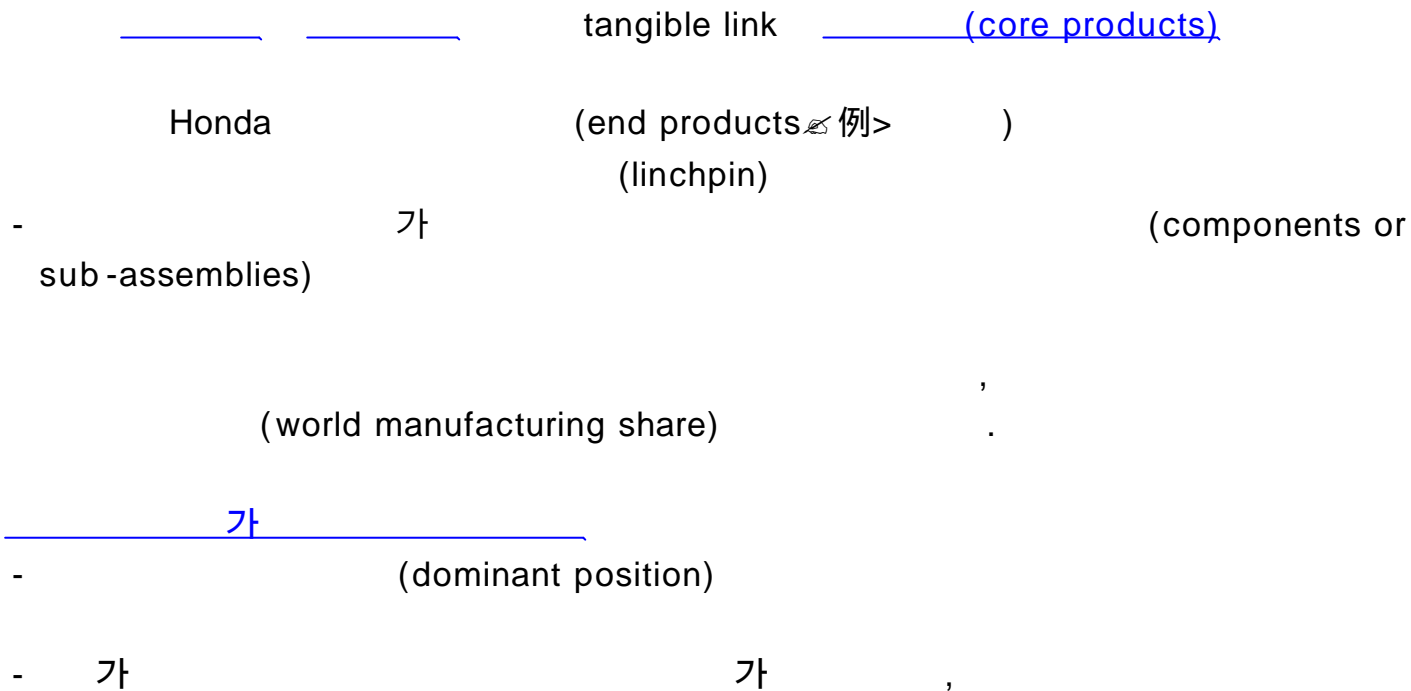 tangible link (core products)
Honda (end products✍例> )
(linchpin)
- 가 (components or
sub -assemblies)
,
(world manufacturing share) .
가
- (dominant position)
- 가 가 ,